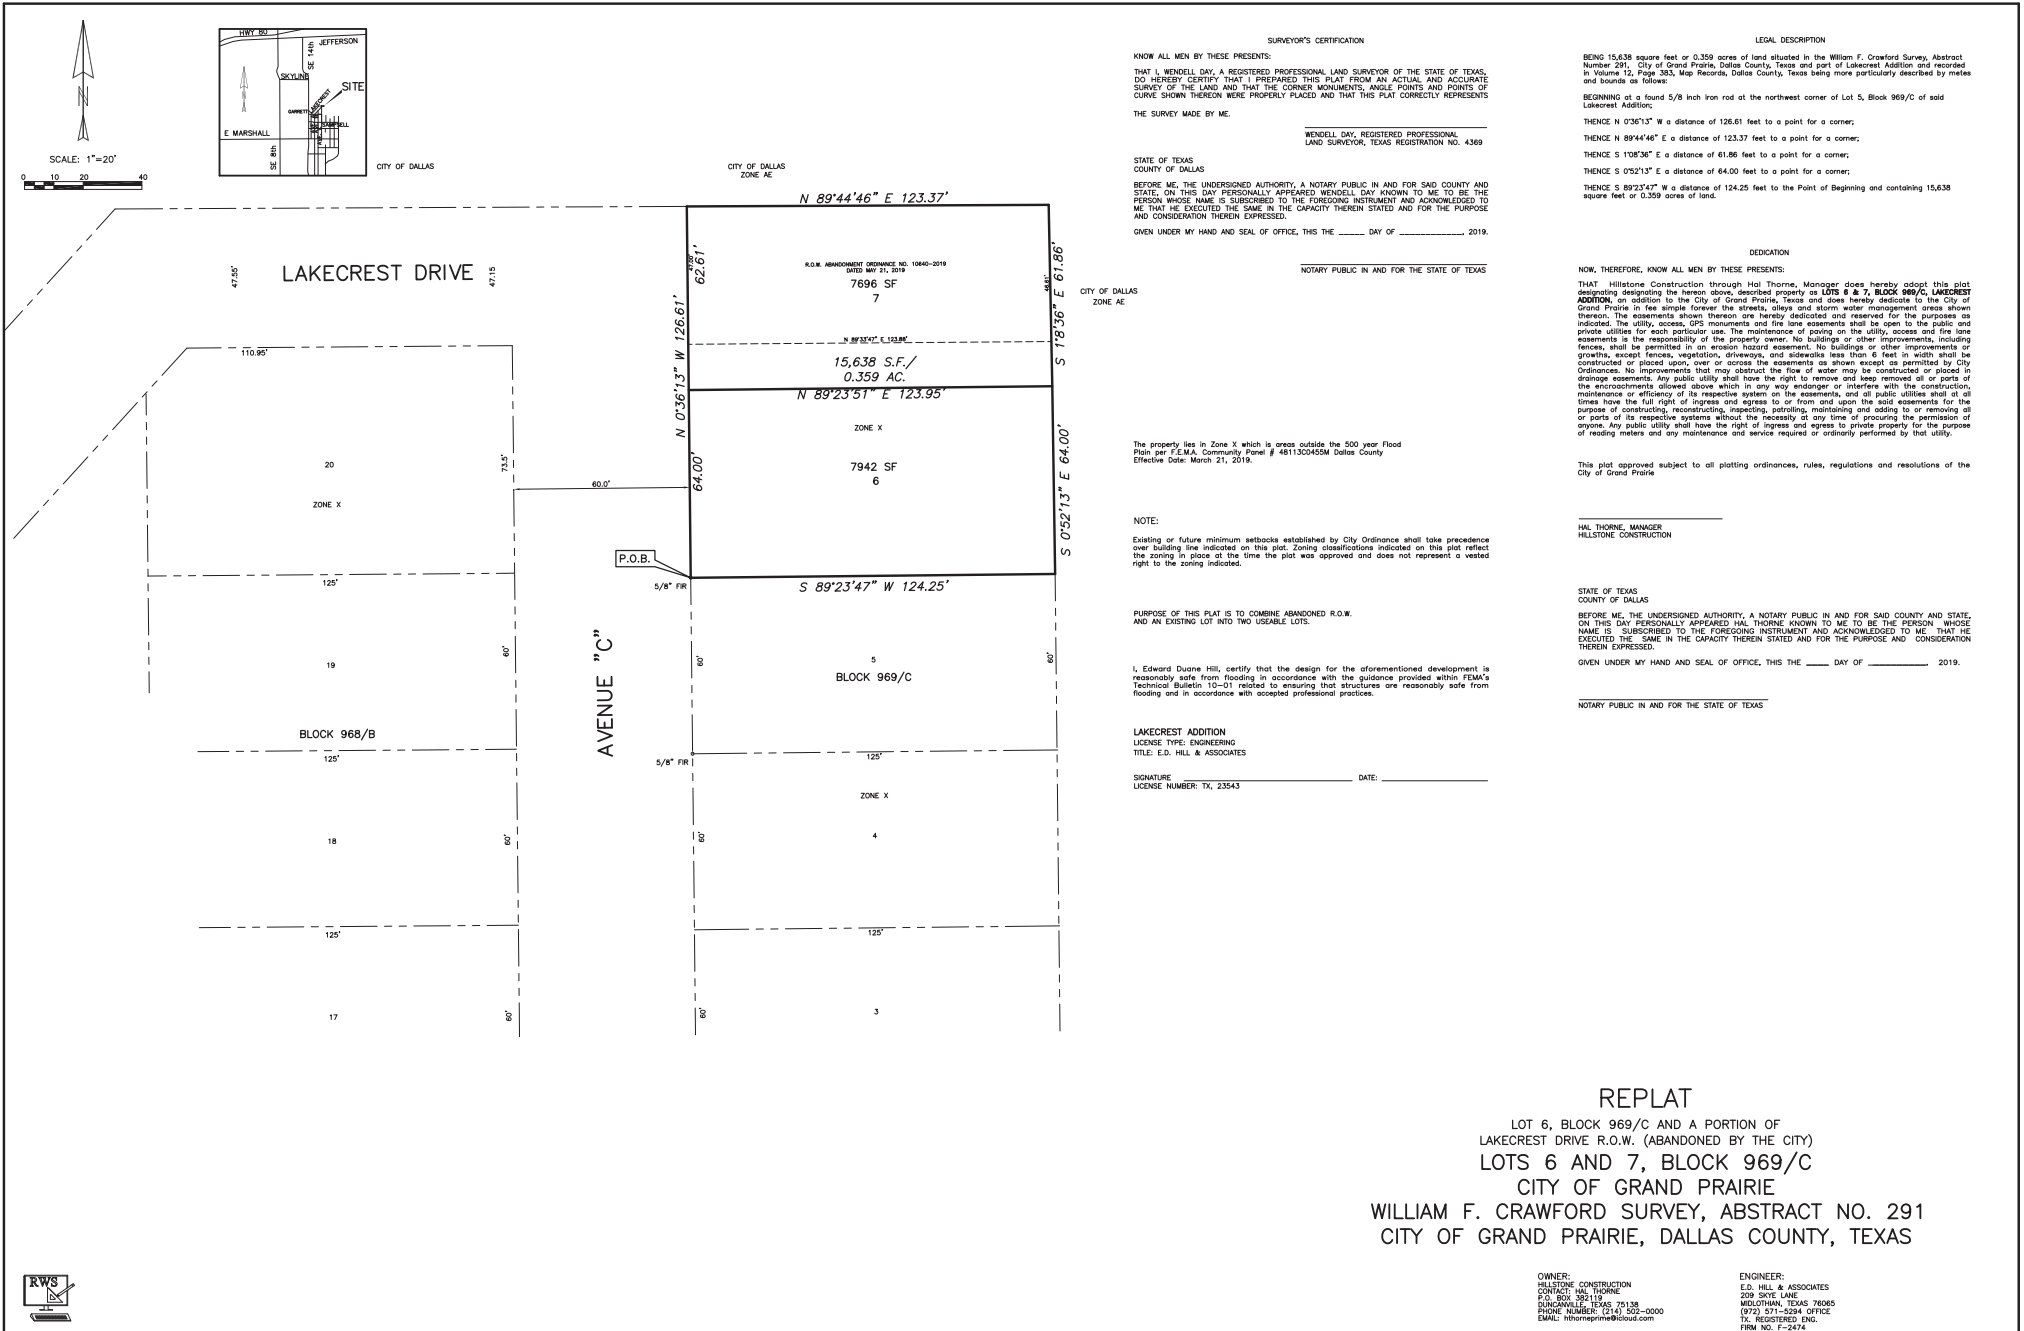 HWY 80
JEFFERSON
SE 14th
SKYLINE
SITE
LAKECREST
GARRETT
SAMPSELL
E MARSHALL
SE 8th
N
SCALE: 1"=20'
0 10 20 40
CITY OF DALLAS
CITY OF DALLAS
ZONE AE
N 89°44'46" E 123.37'
LAKECREST DRIVE
47.55'
47.15
62.61'
R.O.W. ABANDONMENT ORDINANCE NO. 10640-2019
DATED MAY 21, 2019
7696 SF
7
S 1°8'36" E 61.86'
CITY OF DALLAS
ZONE AE
N 0°36'13" W 126.61'
N 89°33'47" E 123.88'
15,638 S.F./
0.359 AC.
N 89°23'51" E 123.95'
ZONE X
7942 SF
6
64.00'
S 0°52'13" E 64.00'
110.95'
20
ZONE X
73.5'
60.0'
P.O.B.
5/8" FIR
S 89°23'47" W 124.25'
125'
19
60'
AVENUE "C"
60'
5
BLOCK 969/C
60'
BLOCK 968/B
125'
5/8" FIR
125'
ZONE X
18
60'
60'
4
125'
125'
17
60'
60'
3
SURVEYOR'S CERTIFICATION
KNOW ALL MEN BY THESE PRESENTS:
THAT I, WENDELL DAY, A REGISTERED PROFESSIONAL LAND SURVEYOR OF THE STATE OF TEXAS,
DO HEREBY CERTIFY THAT I PREPARED THIS PLAT FROM AN ACTUAL AND ACCURATE
SURVEY OF THE LAND AND THAT THE CORNER MONUMENTS, ANGLE POINTS AND POINTS OF
CURVE SHOWN THEREON WERE PROPERLY PLACED AND THAT THIS PLAT CORRECTLY REPRESENTS
THE SURVEY MADE BY ME.
WENDELL DAY, REGISTERED PROFESSIONAL
LAND SURVEYOR, TEXAS REGISTRATION NO. 4369
STATE OF TEXAS
COUNTY OF DALLAS
BEFORE ME, THE UNDERSIGNED AUTHORITY, A NOTARY PUBLIC IN AND FOR SAID COUNTY AND
STATE, ON THIS DAY PERSONALLY APPEARED WENDELL DAY KNOWN TO ME TO BE THE
PERSON WHOSE NAME IS SUBSCRIBED TO THE FOREGOING INSTRUMENT AND ACKNOWLEDGED TO
ME THAT HE EXECUTED THE SAME IN THE CAPACITY THEREIN STATED AND FOR THE PURPOSE
AND CONSIDERATION THEREIN EXPRESSED.
GIVEN UNDER MY HAND AND SEAL OF OFFICE, THIS THE _____ DAY OF ____________, 2019.
NOTARY PUBLIC IN AND FOR THE STATE OF TEXAS
The property lies in Zone X which is areas outside the 500 year Flood
Plain per F.E.M.A. Community Panel # 48113C0455M Dallas County
Effective Date: March 21, 2019.
NOTE:
Existing or future minimum setbacks established by City Ordinance shall take precedence
over building line indicated on this plat. Zoning classifications indicated on this plat reflect
the zoning in place at the time the plat was approved and does not represent a vested
right to the zoning indicated.
PURPOSE OF THIS PLAT IS TO COMBINE ABANDONED R.O.W.
AND AN EXISTING LOT INTO TWO USEABLE LOTS.
I, Edward Duane Hill, certify that the design for the aforementioned development is
reasonably safe from flooding in accordance with the guidance provided within FEMA's
Technical Bulletin 10-01 related to ensuring that structures are reasonably safe from
flooding and in accordance with accepted professional practices.
LAKECREST ADDITION
LICENSE TYPE: ENGINEERING
TITLE: E.D. HILL & ASSOCIATES
SIGNATURE ____________ DATE: ____________
LICENSE NUMBER: TX, 23543
LEGAL DESCRIPTION
BEING 15,638 square feet or 0.359 acres of land situated in the William F. Crawford Survey, Abstract
Number 291, City of Grand Prairie, Dallas County, Texas and part of Lakecrest Addition and recorded
in Volume 12, Page 383, Map Records, Dallas County, Texas being more particularly described by metes
and bounds as follows:
BEGINNING at a found 5/8 inch iron rod at the northwest corner of Lot 5, Block 969/C of said
Lakecrest Addition;
THENCE N 0°36'13" W a distance of 126.61 feet to a point for a corner;
THENCE N 89°44'46" E a distance of 123.37 feet to a point for a corner;
THENCE S 1°08'36" E a distance of 61.86 feet to a point for a corner;
THENCE S 0°52'13" E a distance of 64.00 feet to a point for a corner;
THENCE S 89°23'47" W a distance of 124.25 feet to the Point of Beginning and containing 15,638
square feet or 0.359 acres of land.
DEDICATION
NOW, THEREFORE, KNOW ALL MEN BY THESE PRESENTS:
THAT Hillstone Construction through Hal Thorne, Manager does hereby adopt this plat
designating designating the hereon above, described property as LOTS 6 & 7, BLOCK 969/C, LAKECREST
ADDITION, an addition to the City of Grand Prairie, Texas and does hereby dedicate to the City of
Grand Prairie in fee simple forever the streets, alleys and storm water management areas shown
thereon. The easements shown thereon are hereby dedicated and reserved for the purposes as
indicated. The utility, access, GPS monuments and fire lane easements shall be open to the public and
private utilities for each particular use. The maintenance of paving on the utility, access and fire lane
easements is the responsibility of the property owner. No buildings or other improvements, including
fences, shall be permitted in an erosion hazard easement. No buildings or other improvements or
growths, except fences, vegetation, driveways, and sidewalks less than 6 feet in width shall be
constructed or placed upon, over or across the easements as shown except as permitted by City
Ordinances. No improvements that may obstruct the flow of water may be constructed or placed in
drainage easements. Any public utility shall have the right to remove and keep removed all or parts of
the encroachments allowed above which in any way endanger or interfere with the construction,
maintenance or efficiency of its respective system on the easements, and all public utilities shall at all
times have the full right of ingress and egress to or from and upon the said easements for the
purpose of constructing, reconstructing, inspecting, patrolling, maintaining and adding to or removing all
or parts of its respective systems without the necessity at any time of procuring the permission of
anyone. Any public utility shall have the right of ingress and egress to private property for the purpose
of reading meters and any maintenance and service required or ordinarily performed by that utility.
This plat approved subject to all platting ordinances, rules, regulations and resolutions of the
City of Grand Prairie
HAL THORNE, MANAGER
HILLSTONE CONSTRUCTION
STATE OF TEXAS
COUNTY OF DALLAS
BEFORE ME, THE UNDERSIGNED AUTHORITY, A NOTARY PUBLIC IN AND FOR SAID COUNTY AND STATE,
ON THIS DAY PERSONALLY APPEARED HAL THORNE KNOWN TO ME TO BE THE PERSON WHOSE
NAME IS SUBSCRIBED TO THE FOREGOING INSTRUMENT AND ACKNOWLEDGED TO ME THAT HE
EXECUTED THE SAME IN THE CAPACITY THEREIN STATED AND FOR THE PURPOSE AND CONSIDERATION
THEREIN EXPRESSED.
GIVEN UNDER MY HAND AND SEAL OF OFFICE, THIS THE ____ DAY OF __________, 2019.
NOTARY PUBLIC IN AND FOR THE STATE OF TEXAS
REPLAT
LOT 6, BLOCK 969/C AND A PORTION OF
LAKECREST DRIVE R.O.W. (ABANDONED BY THE CITY)
LOTS 6 AND 7, BLOCK 969/C
CITY OF GRAND PRAIRIE
WILLIAM F. CRAWFORD SURVEY, ABSTRACT NO. 291
CITY OF GRAND PRAIRIE, DALLAS COUNTY, TEXAS
OWNER:
HILLSTONE CONSTRUCTION
CONTACT: HAL THORNE
P.O. BOX 382119
DUNCANVILLE, TEXAS 75138
PHONE NUMBER: (214) 502-0000
EMAIL: hthorneprime@icloud.com
ENGINEER:
E.D. HILL & ASSOCIATES
209 SKYE LANE
MIDLOTHIAN, TEXAS 76065
(972) 571-5294 OFFICE
TX. REGISTERED ENG.
FIRM NO. F-2474
RWS